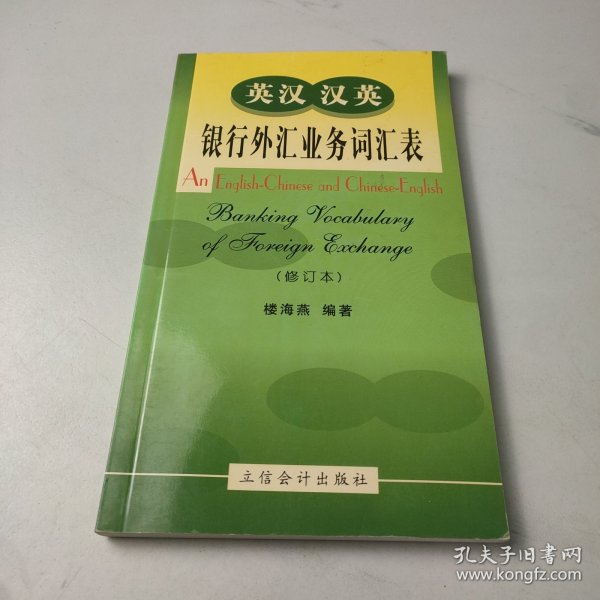 英汉 汉英
银行外汇业务词汇表
An English-Chinese and Chinese-English
Banking Vocabulary
of Foreign Exchange
(修订本)
楼海燕 编著
立信会计出版社
孔夫子旧书网
www.kongfz.com